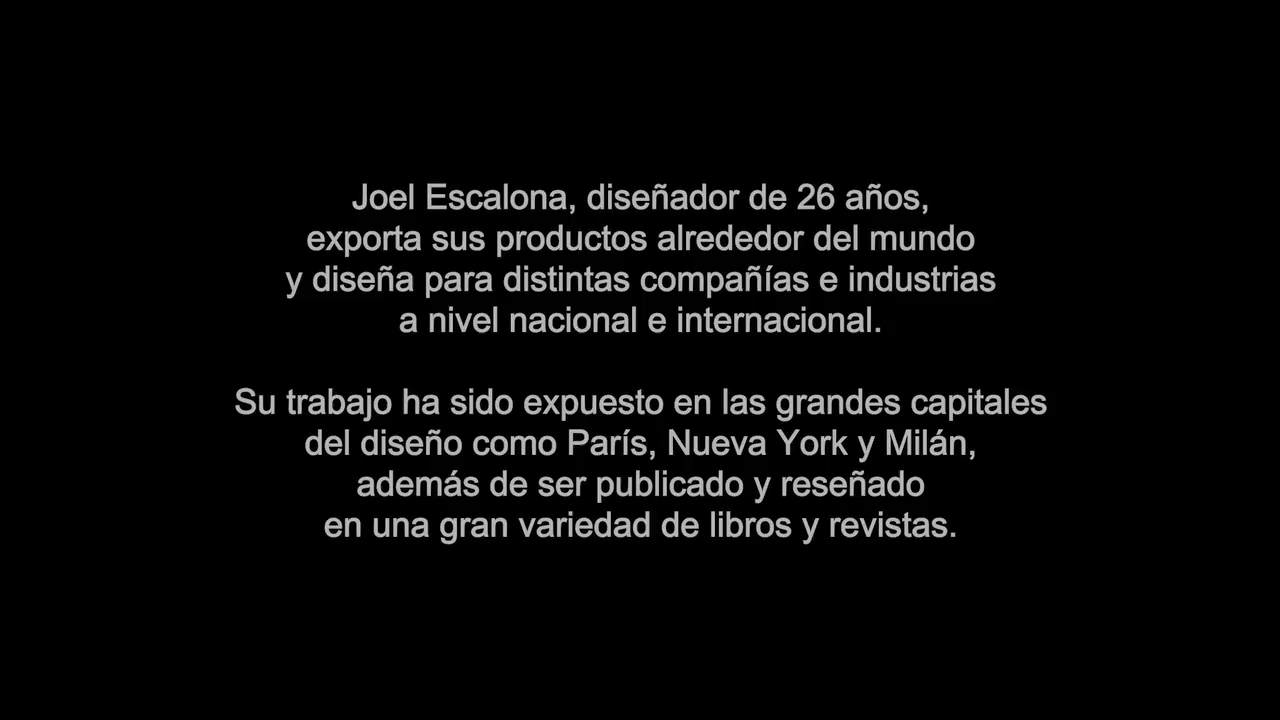 Joel Escalona, diseñador de 26 años,
exporta sus productos alrededor del mundo
y diseña para distintas compañías e industrias
a nivel nacional e internacional.
Su trabajo ha sido expuesto en las grandes capitales
del diseño como París, Nueva York y Milán,
además de ser publicado y reseñado
en una gran variedad de libros y revistas.